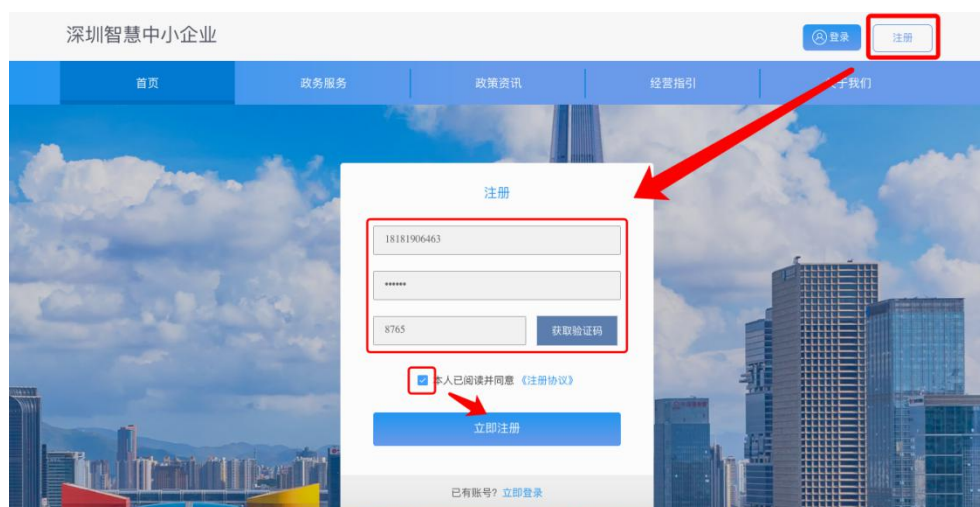 深圳智慧中小企业
登录 注册
首页 政务服务 政策资讯 经营指引 于我们
注册
18181906463
••••••
8765 获取验证码
本人已阅读并同意《注册协议》
立即注册
已有账号? 立即登录